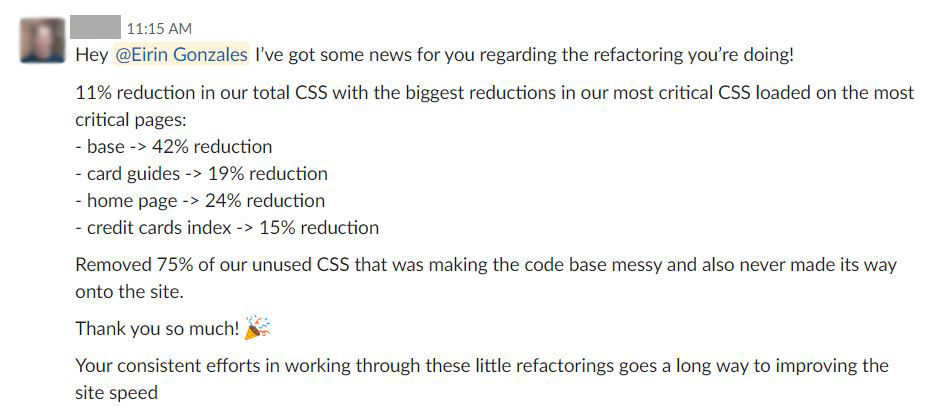 11:15 AM
Hey @Eirin Gonzales I’ve got some news for you regarding the refactoring you’re doing!
11% reduction in our total CSS with the biggest reductions in our most critical CSS loaded on the most
critical pages:
- base -> 42% reduction
- card guides -> 19% reduction
- home page -> 24% reduction
- credit cards index -> 15% reduction
Removed 75% of our unused CSS that was making the code base messy and also never made its way
onto the site.
Thank you so much! 🎉
Your consistent efforts in working through these little refactorings goes a long way to improving the
site speed